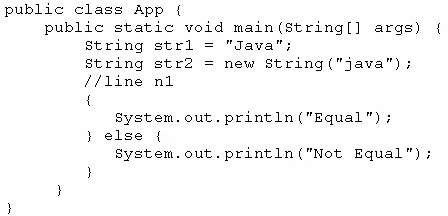 public class App {
public static void main(String[] args) {
String str1 = "Java";
String str2 = new String("java");
//line n1
{
System.out.println("Equal");
} else {
System.out.println("Not Equal");
}
}
}